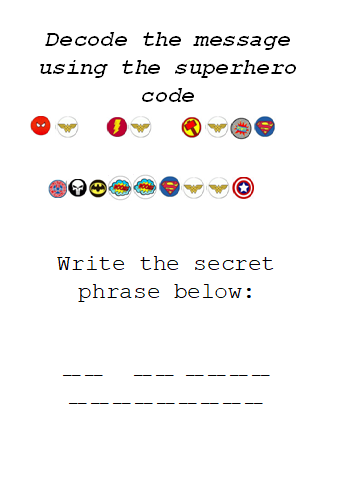 Decode the message
using the superhero
code
Write the secret
phrase below: